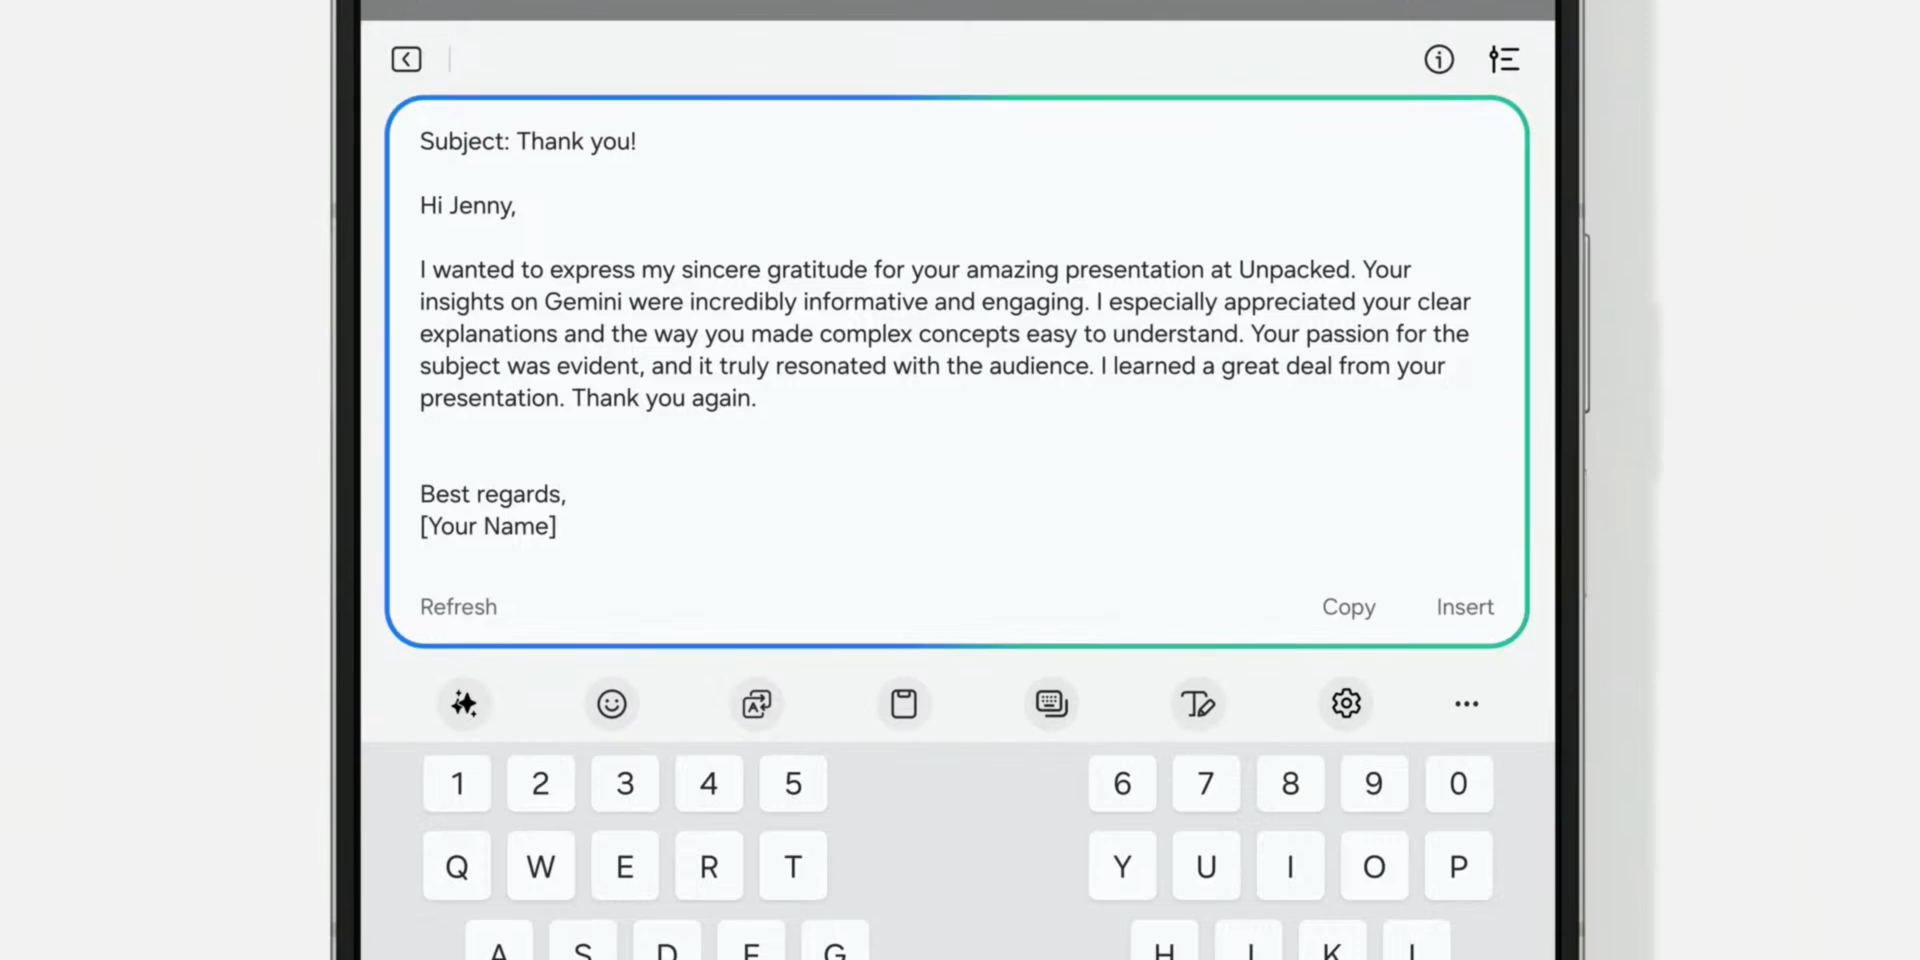 Subject: Thank you!
Hi Jenny,
I wanted to express my sincere gratitude for your amazing presentation at Unpacked. Your
insights on Gemini were incredibly informative and engaging. I especially appreciated your clear
explanations and the way you made complex concepts easy to understand. Your passion for the
subject was evident, and it truly resonated with the audience. I learned a great deal from your
presentation. Thank you again.
Best regards,
[Your Name]
Refresh Copy Insert
1 2 3 4 5 6 7 8 9 0
Q W E R T Y U I O P
A S D F G H J K L